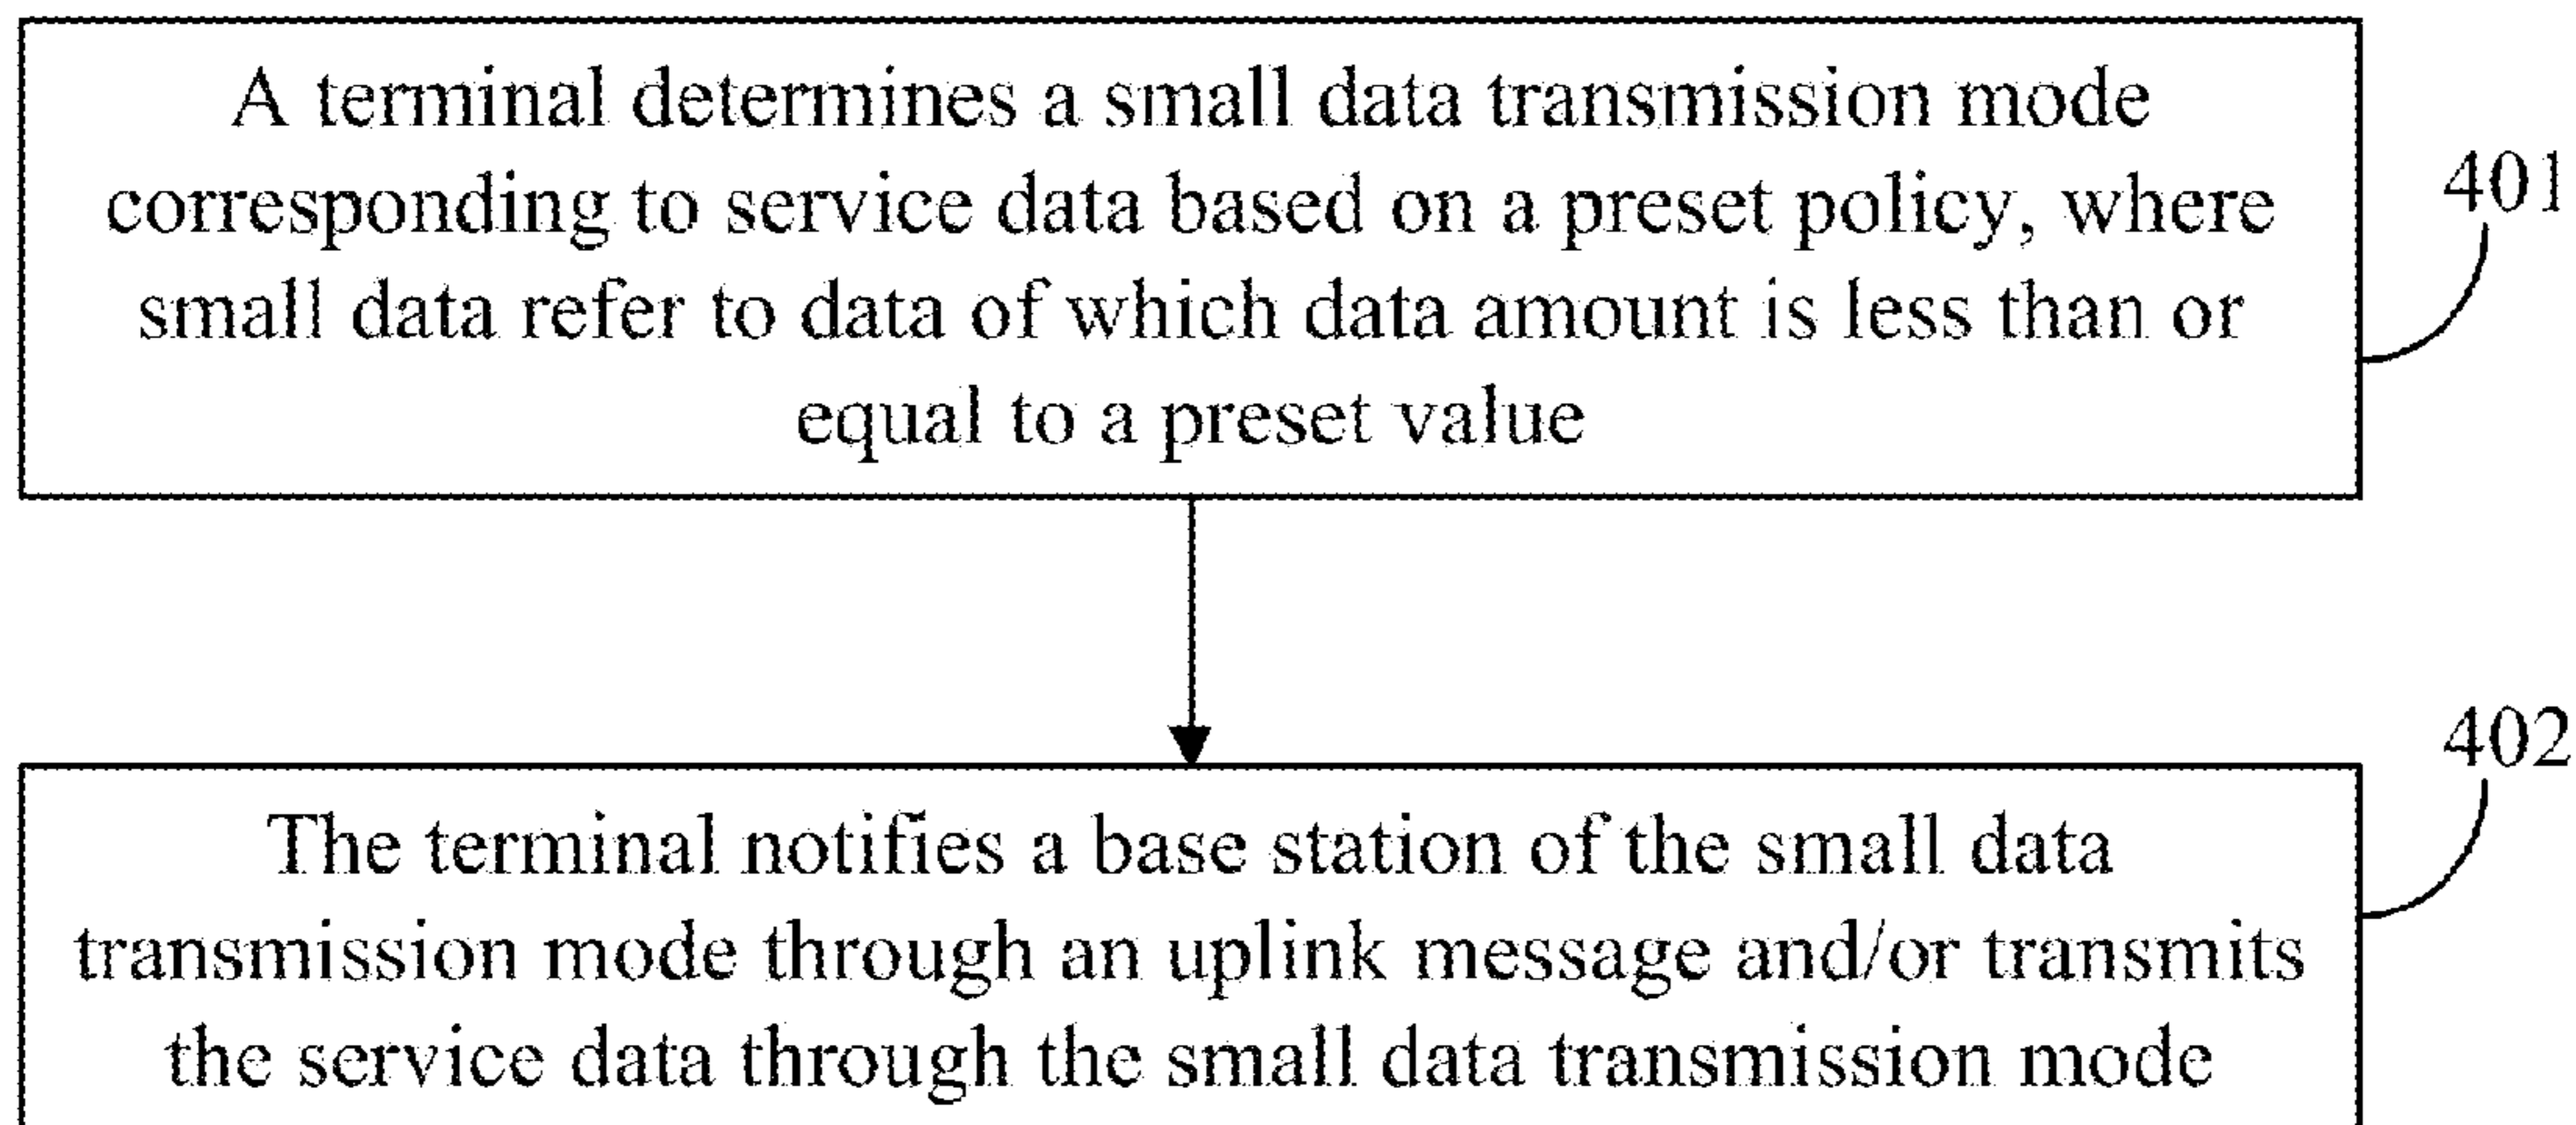 A terminal determines a small data transmission mode
corresponding to service data based on a preset policy, where
small data refer to data of which data amount is less than or
equal to a preset value
401
402
The terminal notifies a base station of the small data
transmission mode through an uplink message and/or transmits
the service data through the small data transmission mode